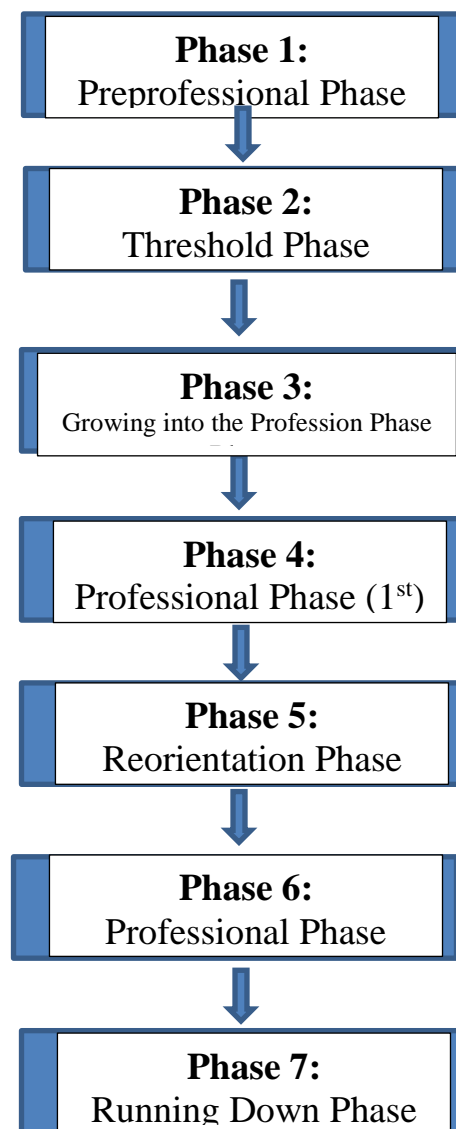 Phase 1:
Preprofessional Phase
Phase 2:
Threshold Phase
Phase 3:
Growing into the Profession Phase
Phase 4:
Professional Phase (1st)
Phase 5:
Reorientation Phase
Phase 6:
Professional Phase
Phase 7:
Running Down Phase